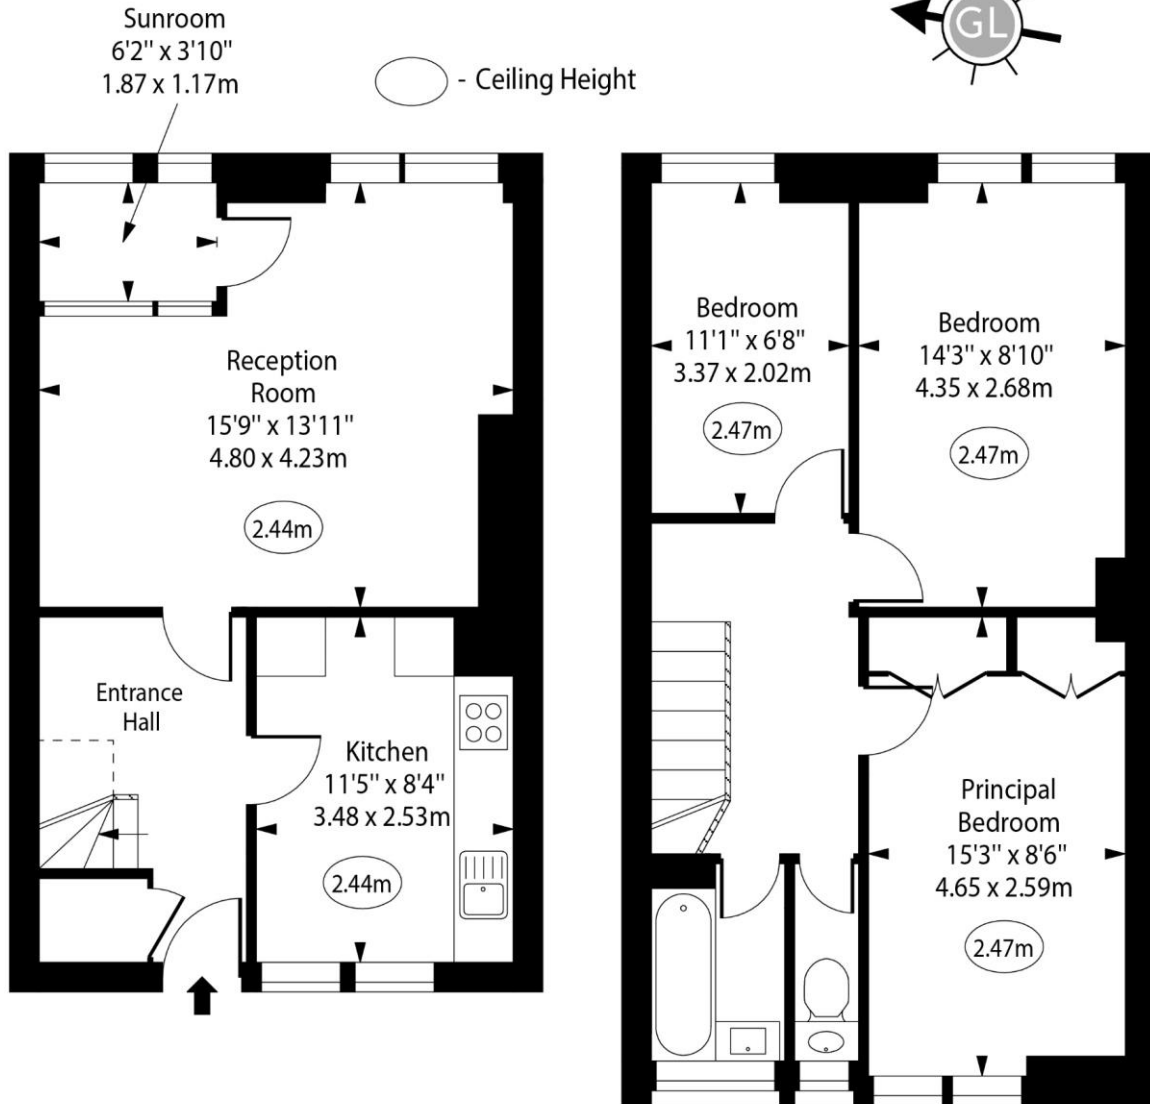 Sunroom
6'2" x 3'10"
1.87 x 1.17m
- Ceiling Height
GL
Reception
Room
15'9" x 13'11"
4.80 x 4.23m
2.44m
Entrance
Hall
Kitchen
11'5" x 8'4"
3.48 x 2.53m
2.44m
Bedroom
11'1" x 6'8"
3.37 x 2.02m
2.47m
Bedroom
14'3" x 8'10"
4.35 x 2.68m
2.47m
Principal
Bedroom
15'3" x 8'6"
4.65 x 2.59m
2.47m